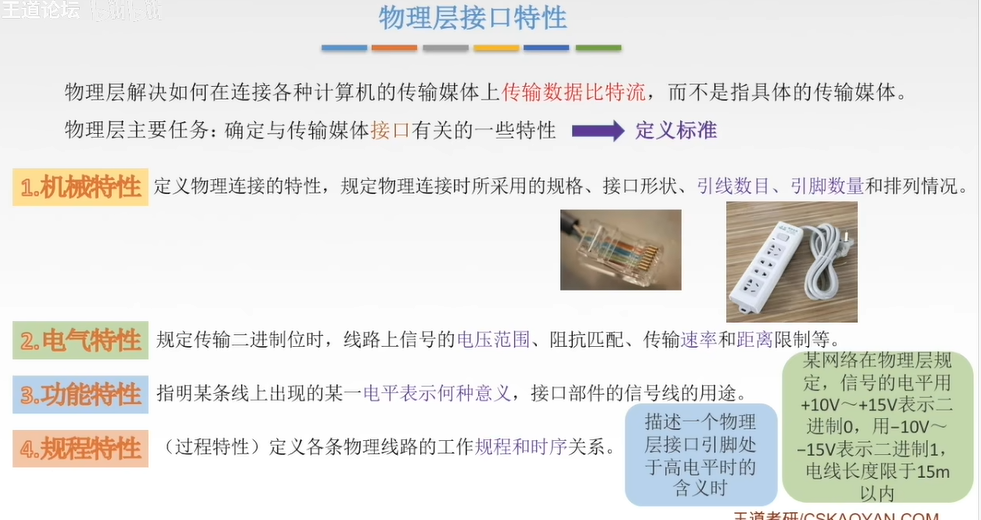 王道论坛
物理层接口特性
物理层解决如何在连接各种计算机的传输媒体上传输数据比特流，而不是指具体的传输媒体。
物理层主要任务：确定与传输媒体接口有关的一些特性 定义标准
1.机械特性 定义物理连接的特性，规定物理连接时所采用的规格、接口形状、引线数目、引脚数量和排列情况。
2.电气特性 规定传输二进制位时，线路上信号的电压范围、阻抗匹配、传输速率和距离限制等。
3.功能特性 指明某条线上出现的某一电平表示何种意义，接口部件的信号线的用途。
4.规程特性 （过程特性）定义各条物理线路的工作规程和时序关系。
描述一个物理
层接口引脚处
于高电平时的
含义时
某网络在物理层规
定，信号的电平用
+10V～+15V表示二
进制0，用−10V～
−15V表示二进制1，
电线长度限于15m
以内
王道考研/CSKAOYAN.COM